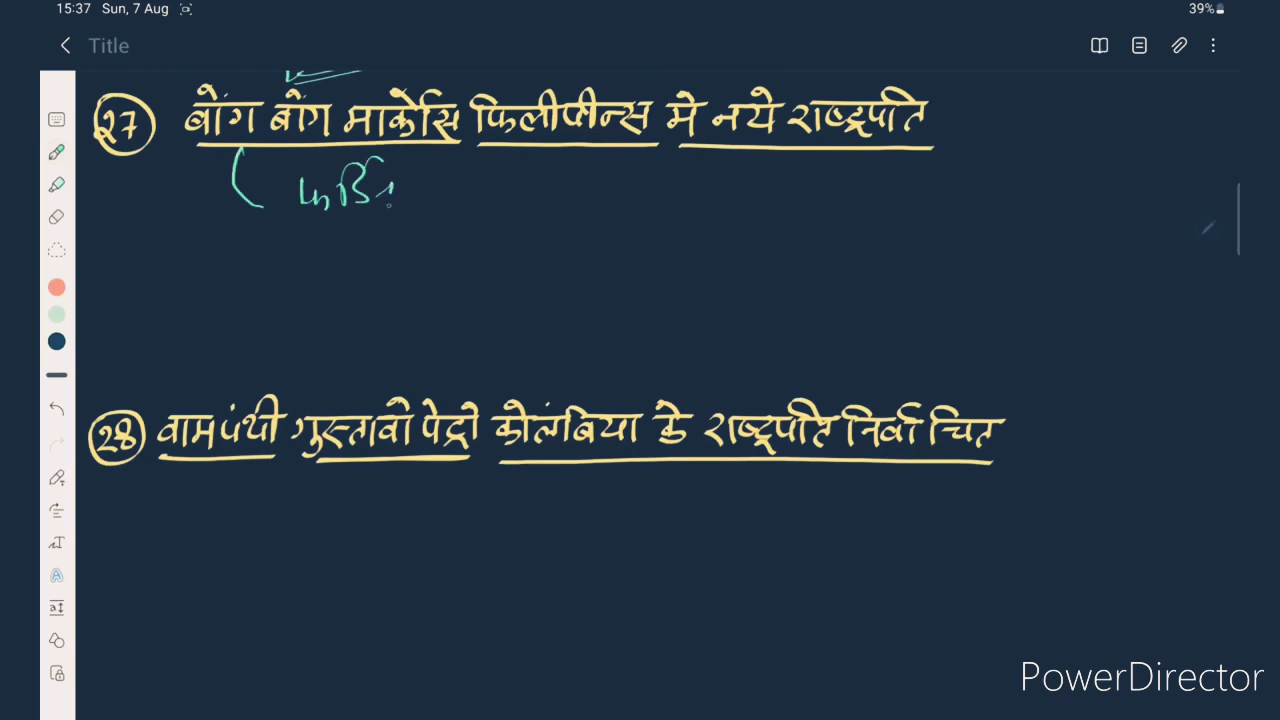 15:37 Sun, 7 Aug
39%
Title
27 बोंग बोंग मार्कोस फिलीपीन्स मे नये राष्ट्रपति
28 वामपंथी गुस्तावो पेद्रो कोलंबिया के राष्ट्रपति निर्वाचित
PowerDirector